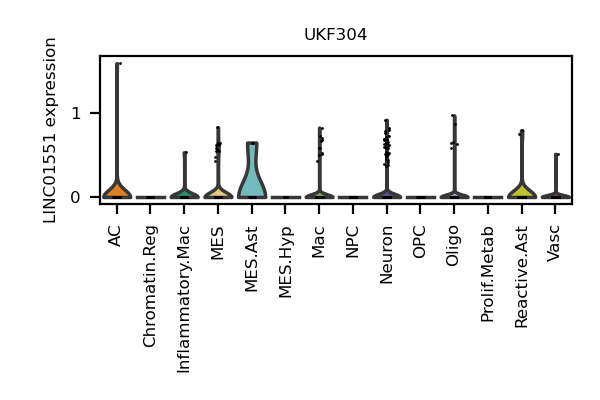 UKF304
LINC01551 expression
1
0
AC
Chromatin.Reg
Inflammatory.Mac
MES
MES.Ast
MES.Hyp
Mac
NPC
Neuron
OPC
Oligo
Prolif.Metab
Reactive.Ast
Vasc